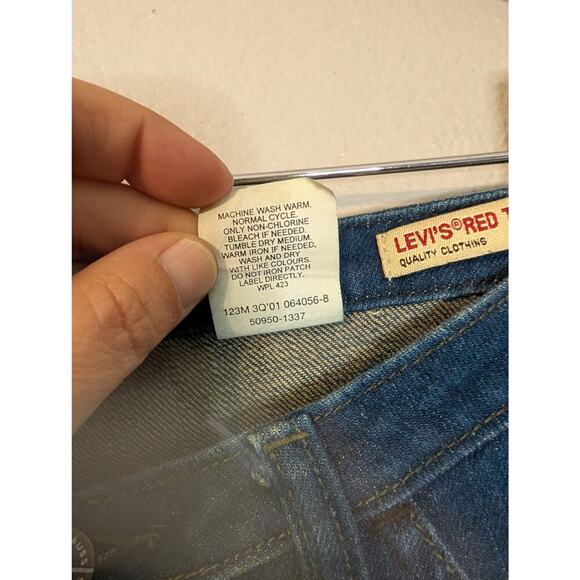 MACHINE WASH WARM.
NORMAL CYCLE.
ONLY NON-CHLORINE
BLEACH IF NEEDED.
TUMBLE DRY MEDIUM.
WARM IRON IF NEEDED.
WASH AND DRY
WITH LIKE COLOURS.
DO NOT IRON PATCH
LABEL DIRECTLY.
WPL 423
123M 3Q'01 064056-8
50950-1337
LEVI'S® RED T
QUALITY CLOTHING